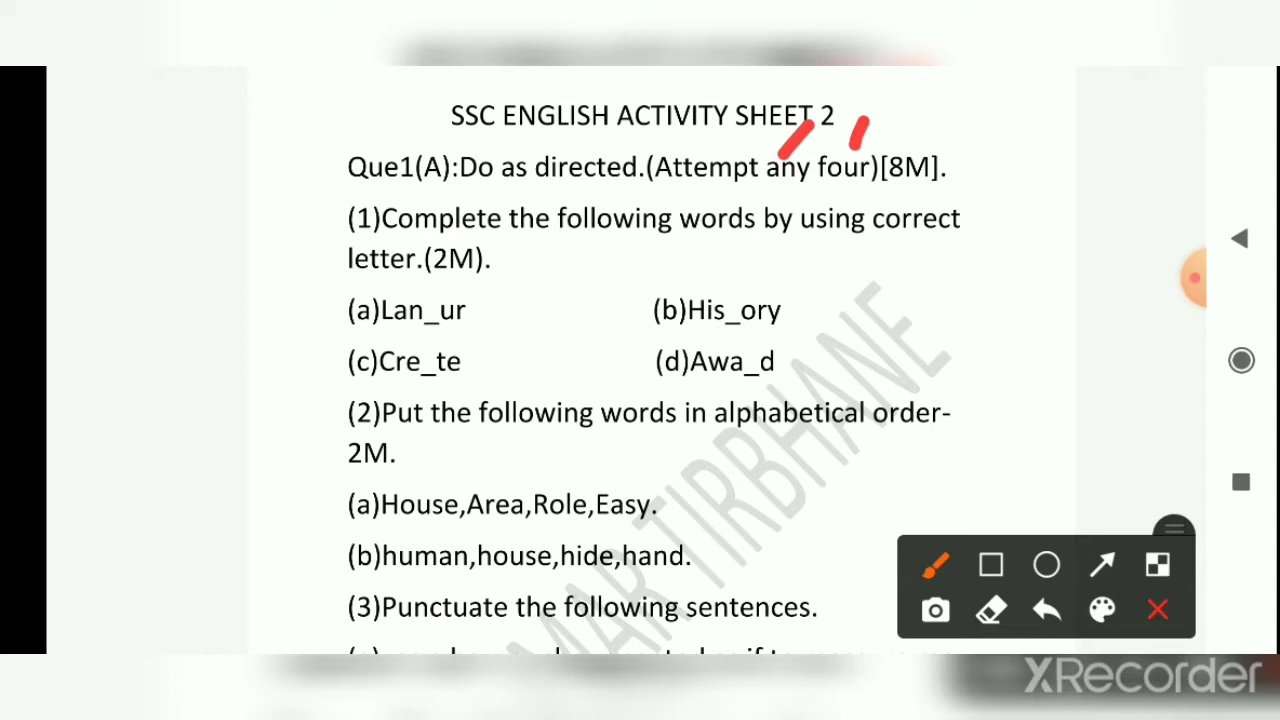 SSC ENGLISH ACTIVITY SHEET 2
Que1(A):Do as directed.(Attempt any four)[8M].
(1)Complete the following words by using correct
letter.(2M).
(a)Lan_ur (b)His_ory
(c)Cre_te (d)Awa_d
(2)Put the following words in alphabetical order-
2M.
(a)House,Area,Role,Easy.
(b)human,house,hide,hand.
(3)Punctuate the following sentences.
TIRBHANE
XRecorder